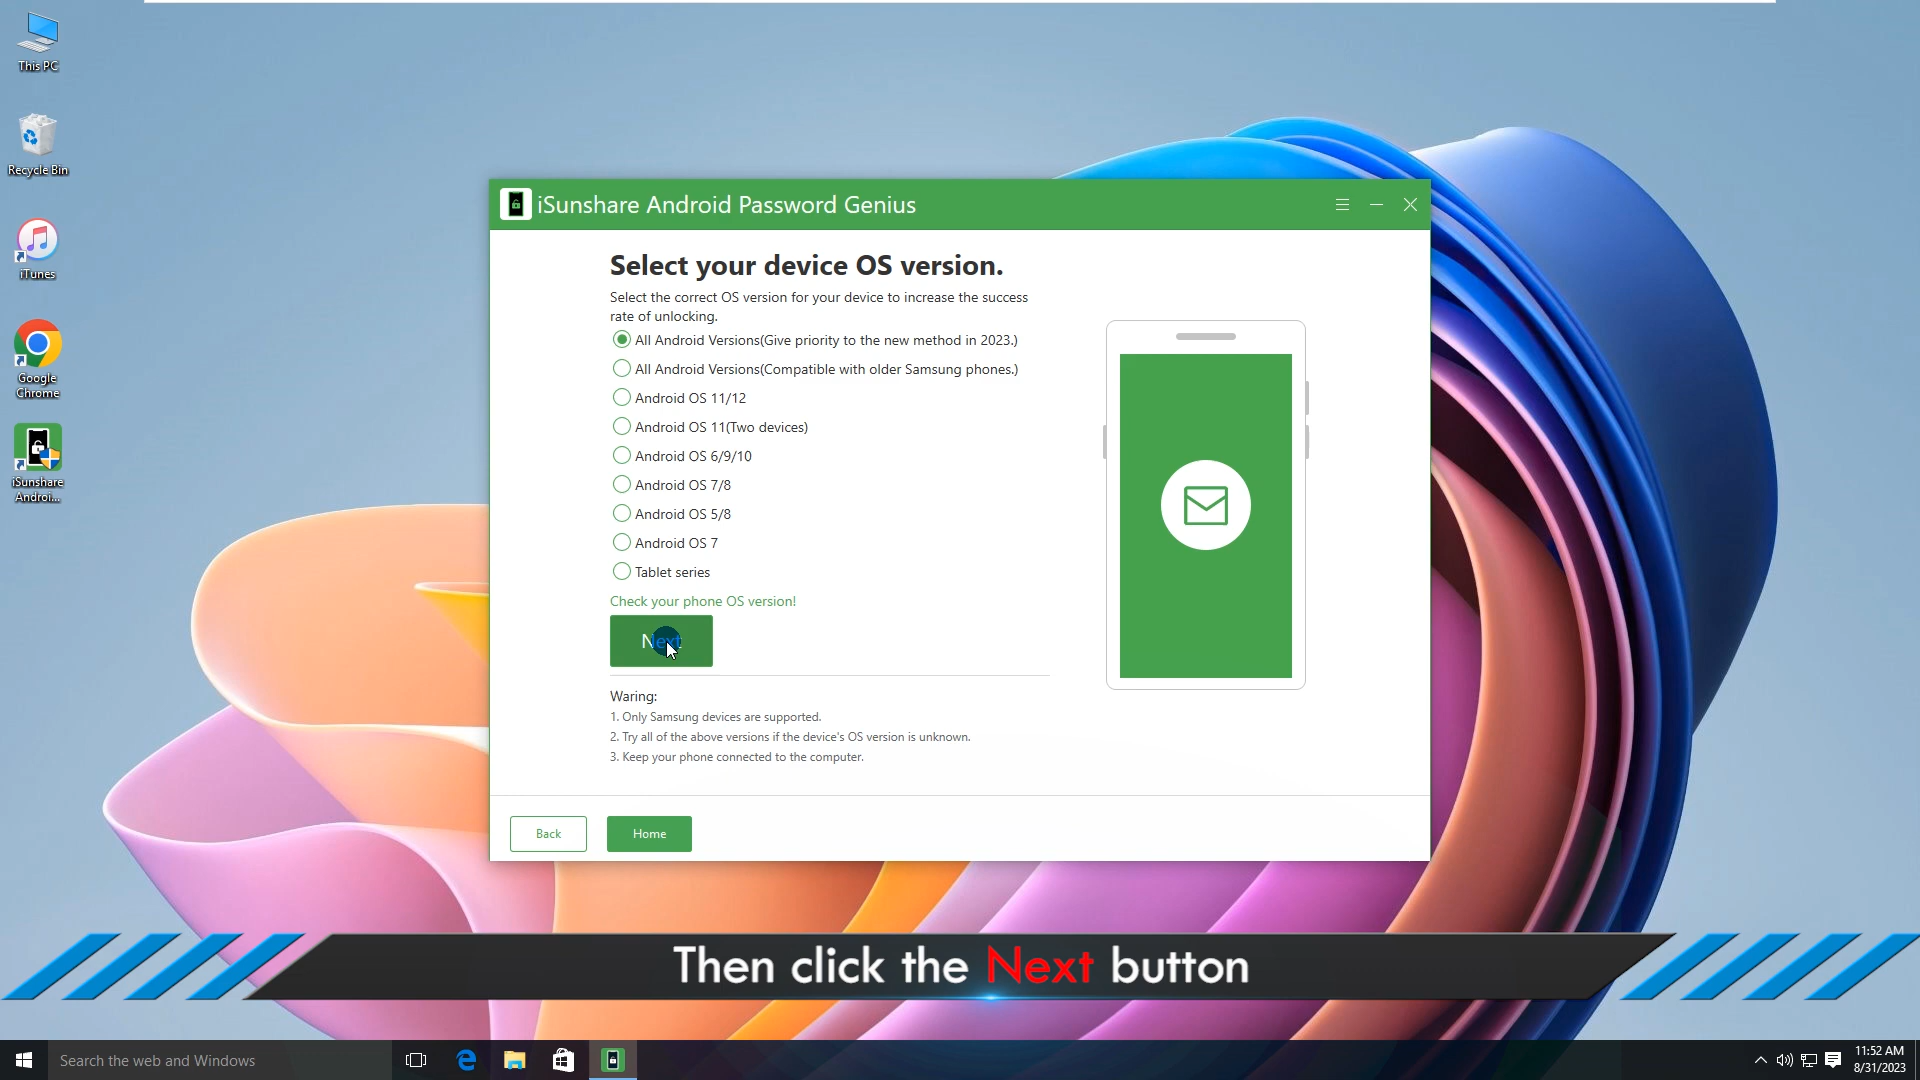 This PC
Recycle Bin
iTunes
Google
Chrome
iSunshare
Androi...
iSunshare Android Password Genius
Select your device OS version.
Select the correct OS version for your device to increase the success
rate of unlocking.
All Android Versions(Give priority to the new method in 2023.)
All Android Versions(Compatible with older Samsung phones.)
Android OS 11/12
Android OS 11(Two devices)
Android OS 6/9/10
Android OS 7/8
Android OS 5/8
Android OS 7
Tablet series
Check your phone OS version!
Next
Waring:
1. Only Samsung devices are supported.
2. Try all of the above versions if the device's OS version is unknown.
3. Keep your phone connected to the computer.
Back
Home
Then click the Next button
Search the web and Windows
11:52 AM
8/31/2023